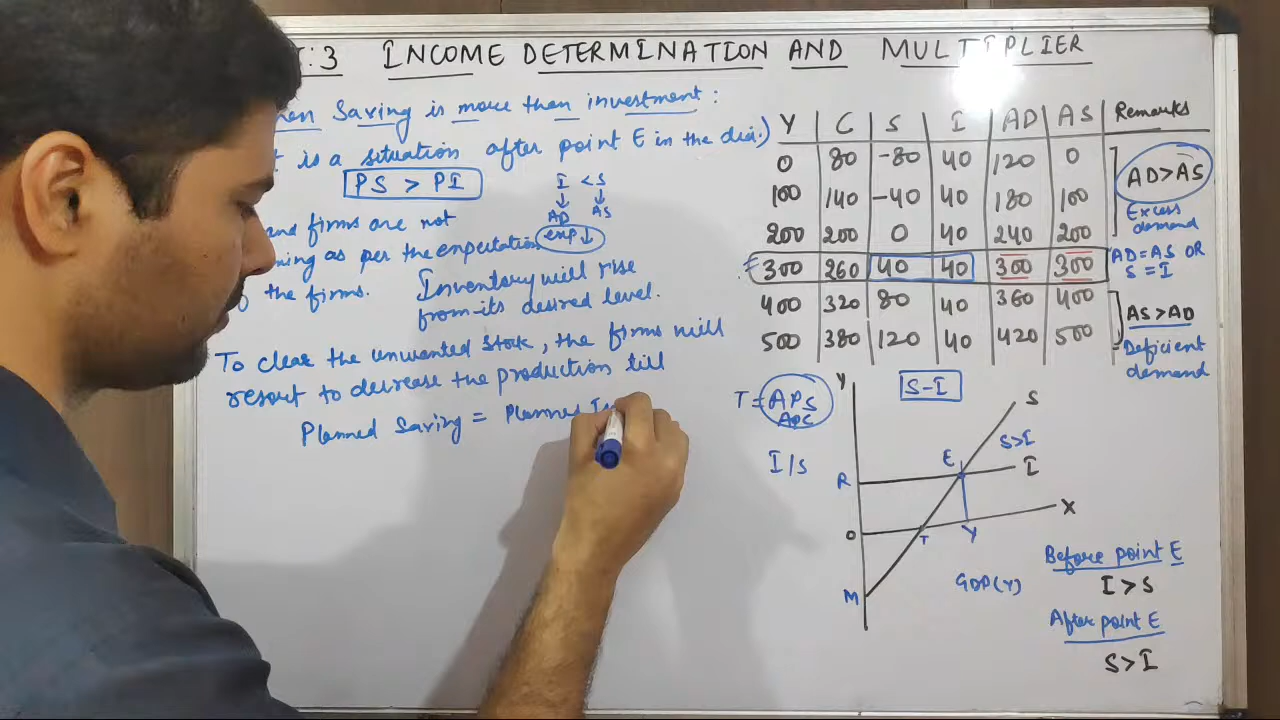 :3 INCOME DETERMINATION AND MULTIPLIER
Saving is more than investment :
is a situation after point E in the dia.)
PS > PI
I < S
↓ ↓
AD AS
exp ↓
and firms are not
as per the expectation
the firms.
Inventory will rise
from its desired level.
To clear the unwanted stock, the firms will
resort to decrease the production till
Planned Saving = Planned
Y C S I AD AS Remarks
0 80 -80 40 120 0
100 140 -40 40 180 100
200 200 0 40 240 200
300 260 40 40 300 300
400 320 80 40 360 400
500 380 120 40 420 500
AD>AS
Excess
demand
AD=AS OR
S = I
AS > AD
Deficient
demand
T = APS
S-I
I/S
Y
S
S>I
E
I
R
O
T
Y
X
M
GDP(Y)
Before point E
I > S
After point E
S > I